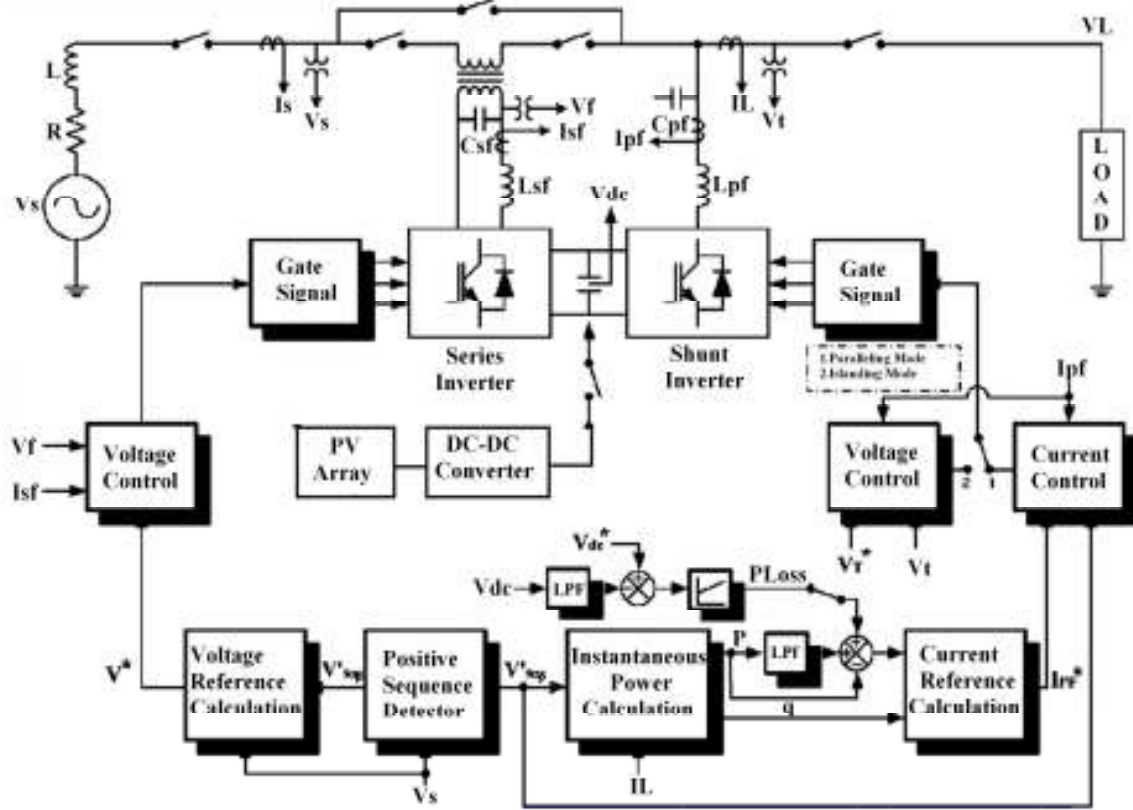 VL
L
Is
Vs
IL
Vt
Vf
Isf
Csf
Cpf
Ipf
R
Lsf
Lpf
Vdc
Vs
LOAD
Gate
Signal
Gate
Signal
Series
Inverter
Shunt
Inverter
1.Paralleling Mode
2.Islanding Mode
Ipf
Vf
Isf
Voltage
Control
PV
Array
DC-DC
Converter
Voltage
Control
2
1
Current
Control
Vdc*
VT*
Vt
Vdc
LPF
PLoss
P
LPF
Voltage
Reference
Calculation
Positive
Sequence
Detector
Instantaneous
Power
Calculation
Current
Reference
Calculation
V*
q
IPF*
Vs
IL